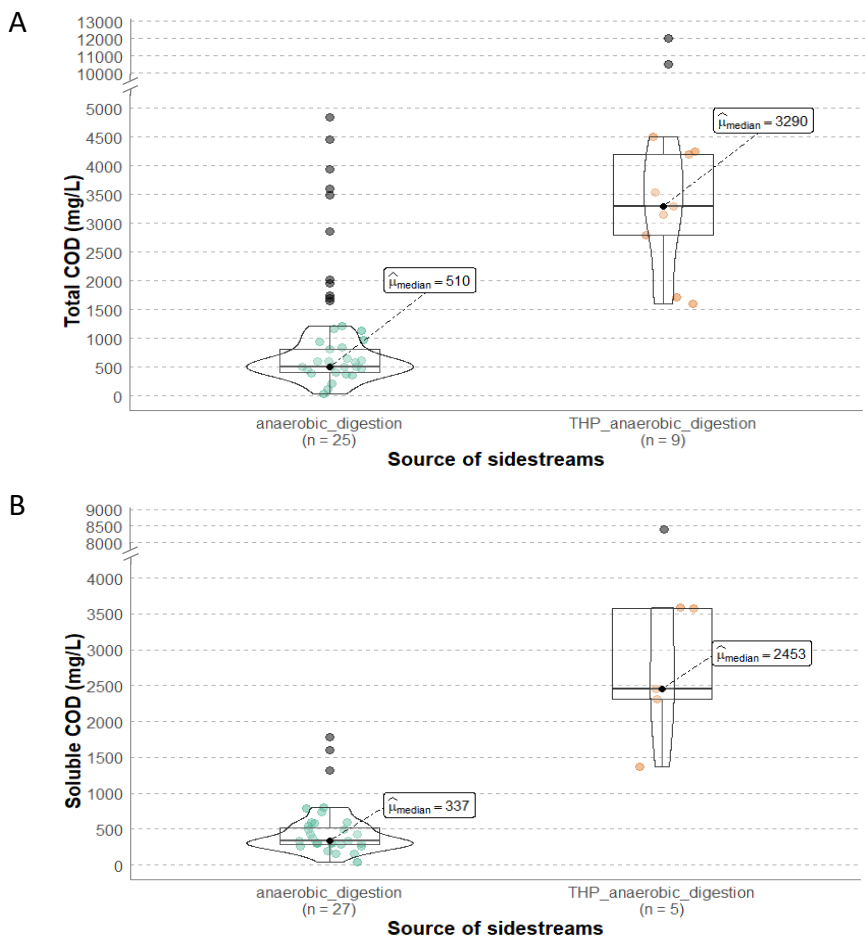 A
13000
12000
10000
5000
4500
4000
3500
3000
2500
2000
1500
1000
500
0
Total COD (mg/L)
μ̂median = 3290
μ̂median = 510
anaerobic_digestion
(n = 25)
THP_anaerobic_digestion
(n = 9)
Source of sidestreams
B
9000
8500
8000
4000
3500
3000
2500
2000
1500
1000
500
0
Soluble COD (mg/L)
μ̂median = 2453
μ̂median = 337
anaerobic_digestion
(n = 27)
THP_anaerobic_digestion
(n = 5)
Source of sidestreams